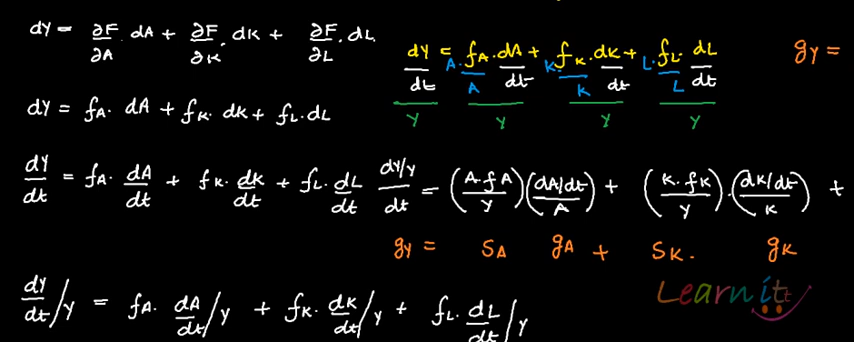 dY = ∂F/∂A . dA + ∂F/∂K . dK + ∂F/∂L . dL
dY = fA . dA + fK . dK + fL . dL
dY/dt = fA . dA/dt + fK . dK/dt + fL . dL/dt
dY/dt / Y = fA . dA/dt / Y + fK . dK/dt / Y + fL . dL/dt / Y
dY/dt = A . fA . dA/dt + K . fK . dK/dt + L . fL . dL/dt
A K L
Y Y Y Y
gY =
dY/Y / dt = (A . fA / Y) (dA/dt / A) + (K . fK / Y) . (dK/dt / K) +
gY = SA gA + SK . gK
Learnitt